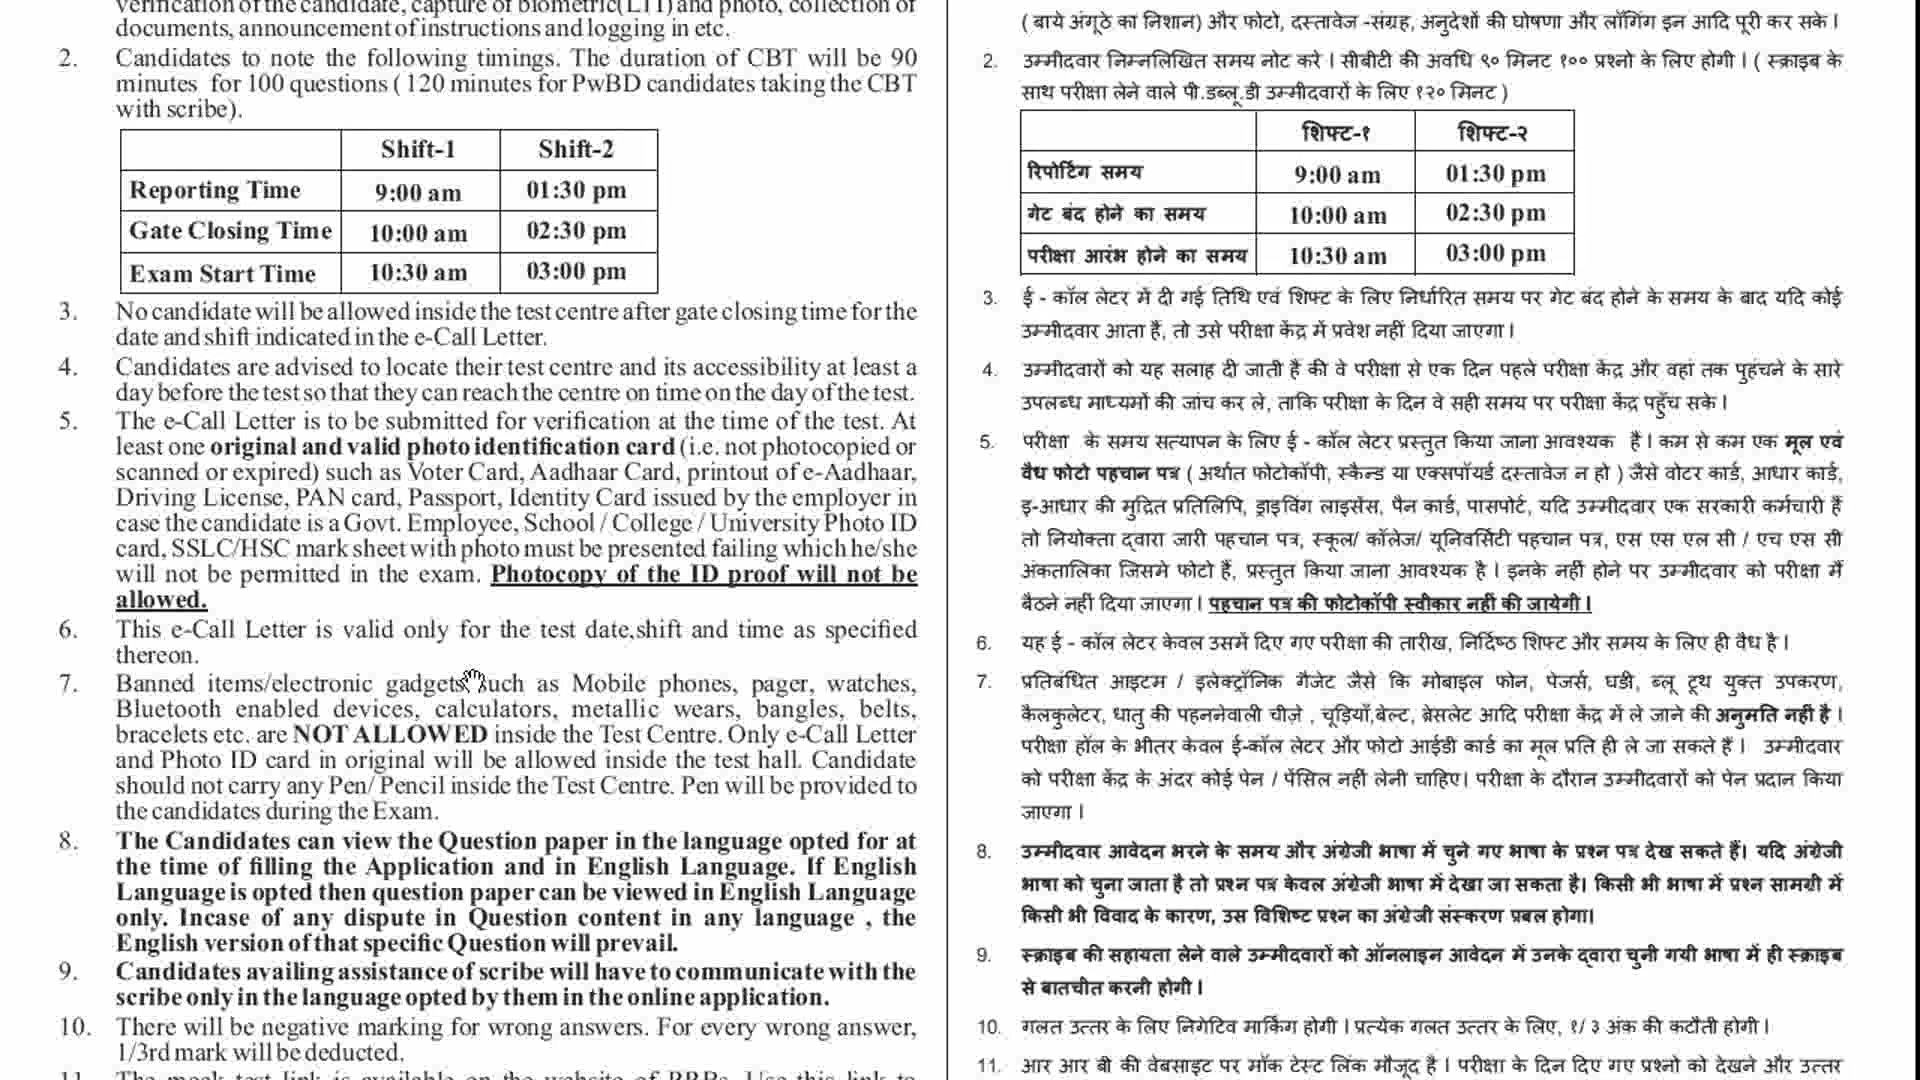 verification of the candidate, capture of biometric(LTI) and photo, collection of
documents, announcement of instructions and logging in etc.
2. Candidates to note the following timings. The duration of CBT will be 90
minutes for 100 questions ( 120 minutes for PwBD candidates taking the CBT
with scribe).
Shift-1 Shift-2
Reporting Time 9:00 am 01:30 pm
Gate Closing Time 10:00 am 02:30 pm
Exam Start Time 10:30 am 03:00 pm
3. No candidate will be allowed inside the test centre after gate closing time for the
date and shift indicated in the e-Call Letter.
4. Candidates are advised to locate their test centre and its accessibility at least a
day before the test so that they can reach the centre on time on the day of the test.
5. The e-Call Letter is to be submitted for verification at the time of the test. At
least one original and valid photo identification card (i.e. not photocopied or
scanned or expired) such as Voter Card, Aadhaar Card, printout of e-Aadhaar,
Driving License, PAN card, Passport, Identity Card issued by the employer in
case the candidate is a Govt. Employee, School / College / University Photo ID
card, SSLC/HSC mark sheet with photo must be presented failing which he/she
will not be permitted in the exam. Photocopy of the ID proof will not be
allowed.
6. This e-Call Letter is valid only for the test date,shift and time as specified
thereon.
7. Banned items/electronic gadgets such as Mobile phones, pager, watches,
Bluetooth enabled devices, calculators, metallic wears, bangles, belts,
bracelets etc. are NOT ALLOWED inside the Test Centre. Only e-Call Letter
and Photo ID card in original will be allowed inside the test hall. Candidate
should not carry any Pen/ Pencil inside the Test Centre. Pen will be provided to
the candidates during the Exam.
8. The Candidates can view the Question paper in the language opted for at
the time of filling the Application and in English Language. If English
Language is opted then question paper can be viewed in English Language
only. Incase of any dispute in Question content in any language , the
English version of that specific Question will prevail.
9. Candidates availing assistance of scribe will have to communicate with the
scribe only in the language opted by them in the online application.
10. There will be negative marking for wrong answers. For every wrong answer,
1/3rd mark will be deducted.
11. The mock test link is available on the website of RRBs. Use this link to
( बाये अंगूठे का निशान) और फोटो, दस्तावेज -संग्रह, अनुदेशों की घोषणा और लॉगिंग इन आदि पूरी कर सके ।
2. उम्मीदवार निम्नलिखित समय नोट करे । सीबीटी की अवधि ९० मिनट १०० प्रश्नो के लिए होगी । ( स्क्राइब के
साथ परीक्षा लेने वाले पी.डब्लू.डी उम्मीदवारों के लिए १२० मिनट )
शिफ्ट-१ शिफ्ट-२
रिपोर्टिंग समय 9:00 am 01:30 pm
गेट बंद होने का समय 10:00 am 02:30 pm
परीक्षा आरंभ होने का समय 10:30 am 03:00 pm
3. ई - कॉल लेटर में दी गई तिथि एवं शिफ्ट के लिए निर्धारित समय पर गेट बंद होने के समय के बाद यदि कोई
उम्मीदवार आता हैं, तो उसे परीक्षा केंद्र में प्रवेश नहीं दिया जाएगा ।
4. उम्मीदवारों को यह सलाह दी जाती हैं की वे परीक्षा से एक दिन पहले परीक्षा केंद्र और वहां तक पुहंचने के सारे
उपलब्ध माध्यमों की जांच कर ले, ताकि परीक्षा के दिन वे सही समय पर परीक्षा केंद्र पहुँच सके ।
5. परीक्षा के समय सत्यापन के लिए ई - कॉल लेटर प्रस्तुत किया जाना आवश्यक हैं । कम से कम एक मूल एवं
वैध फोटो पहचान पत्र ( अर्थात फोटोकॉपी, स्कैन्ड या एक्सपॉयर्ड दस्तावेज न हो ) जैसे वोटर कार्ड, आधार कार्ड,
इ-आधार की मुद्रित प्रतिलिपि, ड्राइविंग लाइसेंस, पैन कार्ड, पासपोर्ट, यदि उम्मीदवार एक सरकारी कर्मचारी हैं
तो नियोक्ता द्वारा जारी पहचान पत्र, स्कूल/ कॉलेज/ यूनिवर्सिटी पहचान पत्र, एस एस एल सी / एच एस सी
अंकतालिका जिसमे फोटो हैं, प्रस्तुत किया जाना आवश्यक है । इनके नहीं होने पर उम्मीदवार को परीक्षा मैं
बैठने नहीं दिया जाएगा । पहचान पत्र की फोटोकॉपी स्वीकार नहीं की जायेगी ।
6. यह ई - कॉल लेटर केवल उसमें दिए गए परीक्षा की तारीख, निर्दिष्ठ शिफ्ट और समय के लिए ही वैध है ।
7. प्रतिबंधित आइटम / इलेक्ट्रॉनिक गैजेट जैसे कि मोबाइल फोन, पेजर्स, घडी, ब्लू टूथ युक्त उपकरण,
कैलकुलेटर, धातु की पहननेवाली चीज़े , चूड़ियाँ,बेल्ट, ब्रेसलेट आदि परीक्षा केंद्र में ले जाने की अनुमति नहीं है ।
परीक्षा हॉल के भीतर केवल ई-कॉल लेटर और फोटो आईडी कार्ड का मूल प्रति ही ले जा सकते हैं । उम्मीदवार
को परीक्षा केंद्र के अंदर कोई पेन / पेंसिल नहीं लेनी चाहिए। परीक्षा के दौरान उम्मीदवारों को पेन प्रदान किया
जाएगा ।
8. उम्मीदवार आवेदन भरने के समय और अंग्रेजी भाषा में चुने गए भाषा के प्रश्न पत्र देख सकते हैं। यदि अंग्रेजी
भाषा को चुना जाता है तो प्रश्न पत्र केवल अंग्रेजी भाषा में देखा जा सकता है। किसी भी भाषा में प्रश्न सामग्री में
किसी भी विवाद के कारण, उस विशिष्ट प्रश्न का अंग्रेजी संस्करण प्रबल होगा।
9. स्क्राइब की सहायता लेने वाले उम्मीदवारों को ऑनलाइन आवेदन में उनके द्वारा चुनी गयी भाषा में ही स्क्राइब
से बातचीत करनी होगी ।
10. गलत उत्तर के लिए निगेटिव मार्किंग होगी । प्रत्येक गलत उत्तर के लिए, १/ ३ अंक की कटौती होगी ।
11. आर आर बी की वेबसाइट पर मॉक टेस्ट लिंक मौजूद है । परीक्षा के दिन दिए गए प्रश्नो को देखने और उत्तर